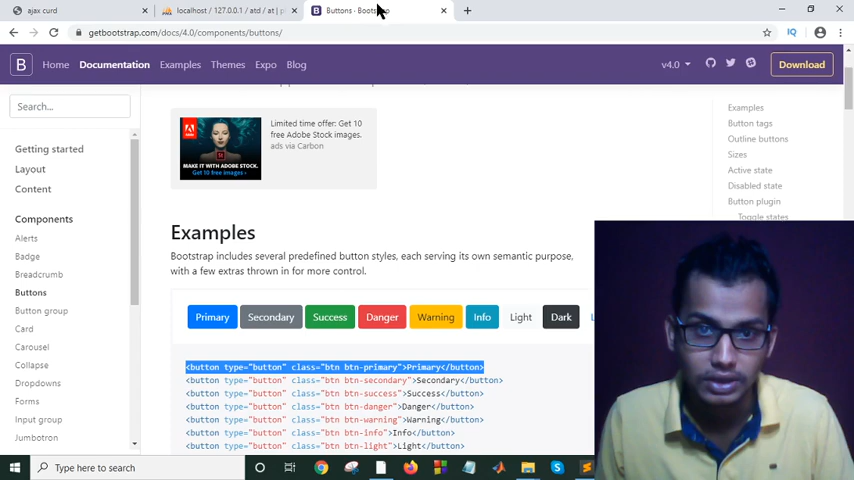 ajax curd
localhost / 127.0.0.1 / atd / at | p
Buttons · Boots
getbootstrap.com/docs/4.0/components/buttons/
IQ
B
Home
Documentation
Examples
Themes
Expo
Blog
v4.0
Download
Search...
Getting started
Layout
Content
Components
Alerts
Badge
Breadcrumb
Buttons
Button group
Card
Carousel
Collapse
Dropdowns
Forms
Input group
Jumbotron
MAKE IT WITH ADOBE STOCK.
Get 10 free images ›
Limited time offer: Get 10
free Adobe Stock images.
ads via Carbon
Examples
Bootstrap includes several predefined button styles, each serving its own semantic purpose,
with a few extras thrown in for more control.
Primary
Secondary
Success
Danger
Warning
Info
Light
Dark
<button type="button" class="btn btn-primary">Primary</button>
<button type="button" class="btn btn-secondary">Secondary</button>
<button type="button" class="btn btn-success">Success</button>
<button type="button" class="btn btn-danger">Danger</button>
<button type="button" class="btn btn-warning">Warning</button>
<button type="button" class="btn btn-info">Info</button>
<button type="button" class="btn btn-light">Light</button>
Examples
Button tags
Outline buttons
Sizes
Active state
Disabled state
Button plugin
Toggle states
Type here to search